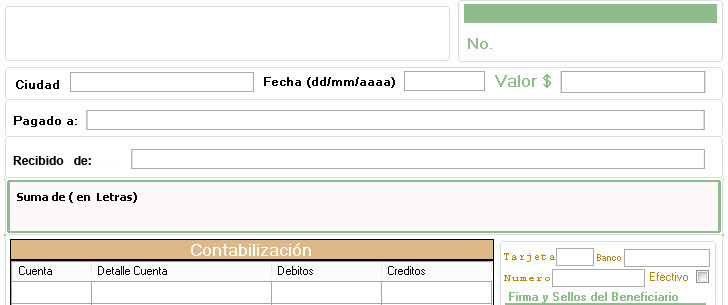 No.
Ciudad Fecha (dd/mm/aaaa) Valor $
Pagado a:
Recibido de:
Suma de ( en Letras)
Contabilización
Cuenta Detalle Cuenta Debitos Creditos
Tarjeta Banco
Numero Efectivo
Firma y Sellos del Beneficiario